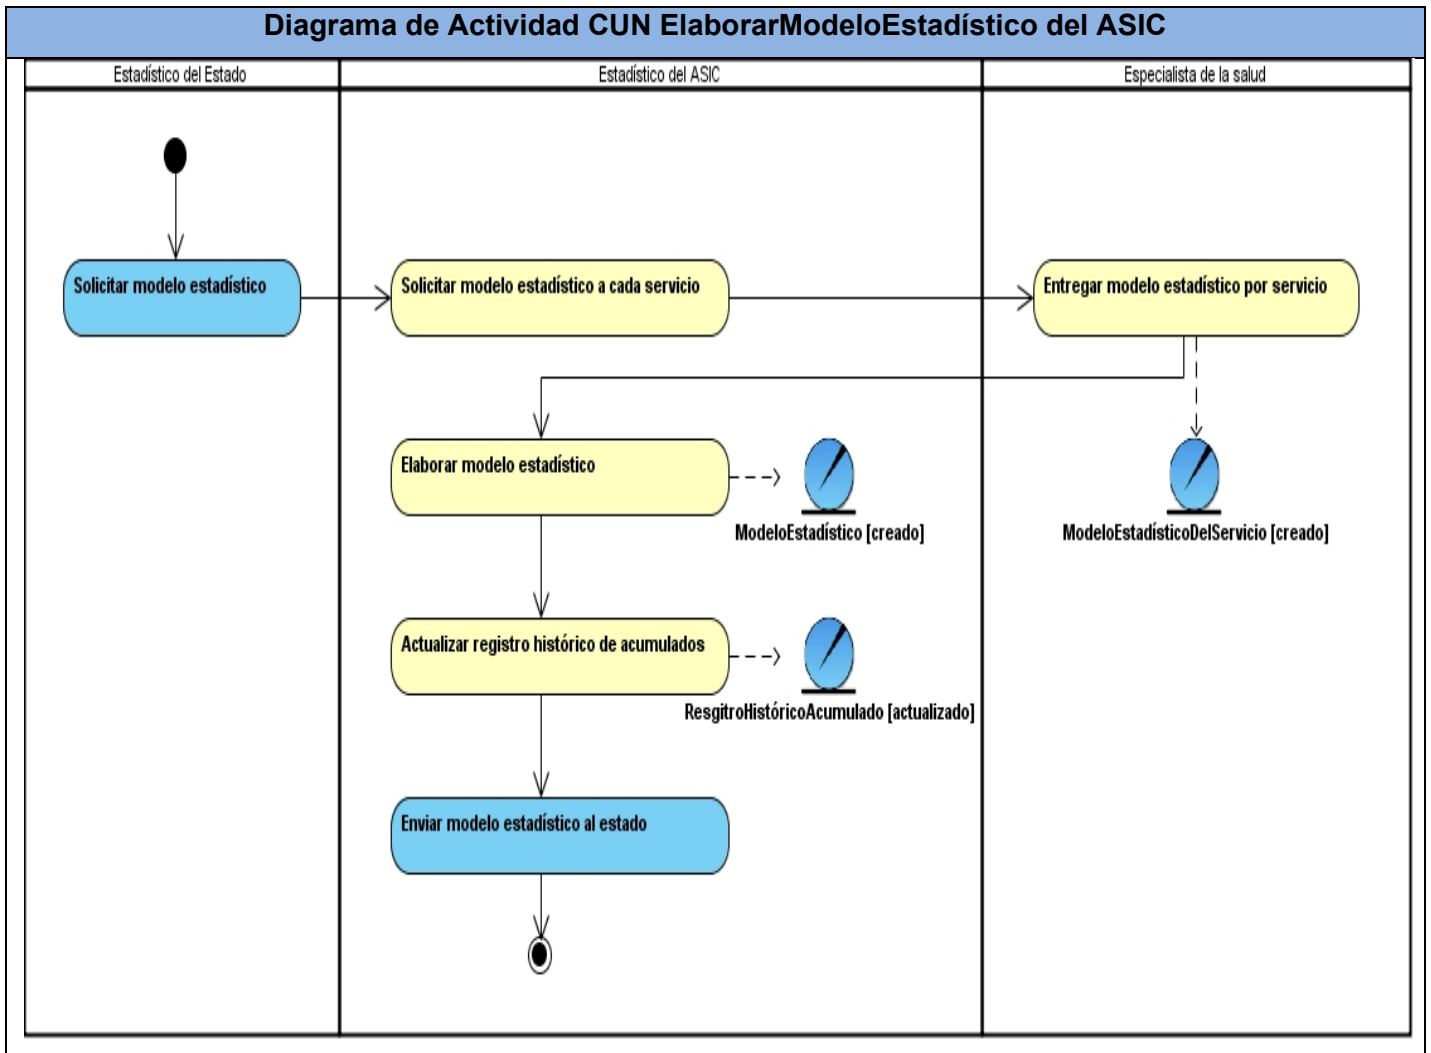 Diagrama de Actividad CUN ElaborarModeloEstadístico del ASIC
Estadístico del Estado
Estadístico del ASIC
Especialista de la salud
Solicitar modelo estadístico
Solicitar modelo estadístico a cada servicio
Entregar modelo estadístico por servicio
Elaborar modelo estadístico
ModeloEstadístico [creado]
ModeloEstadísticoDelServicio [creado]
Actualizar registro histórico de acumulados
ResgitroHistóricoAcumulado [actualizado]
Enviar modelo estadístico al estado